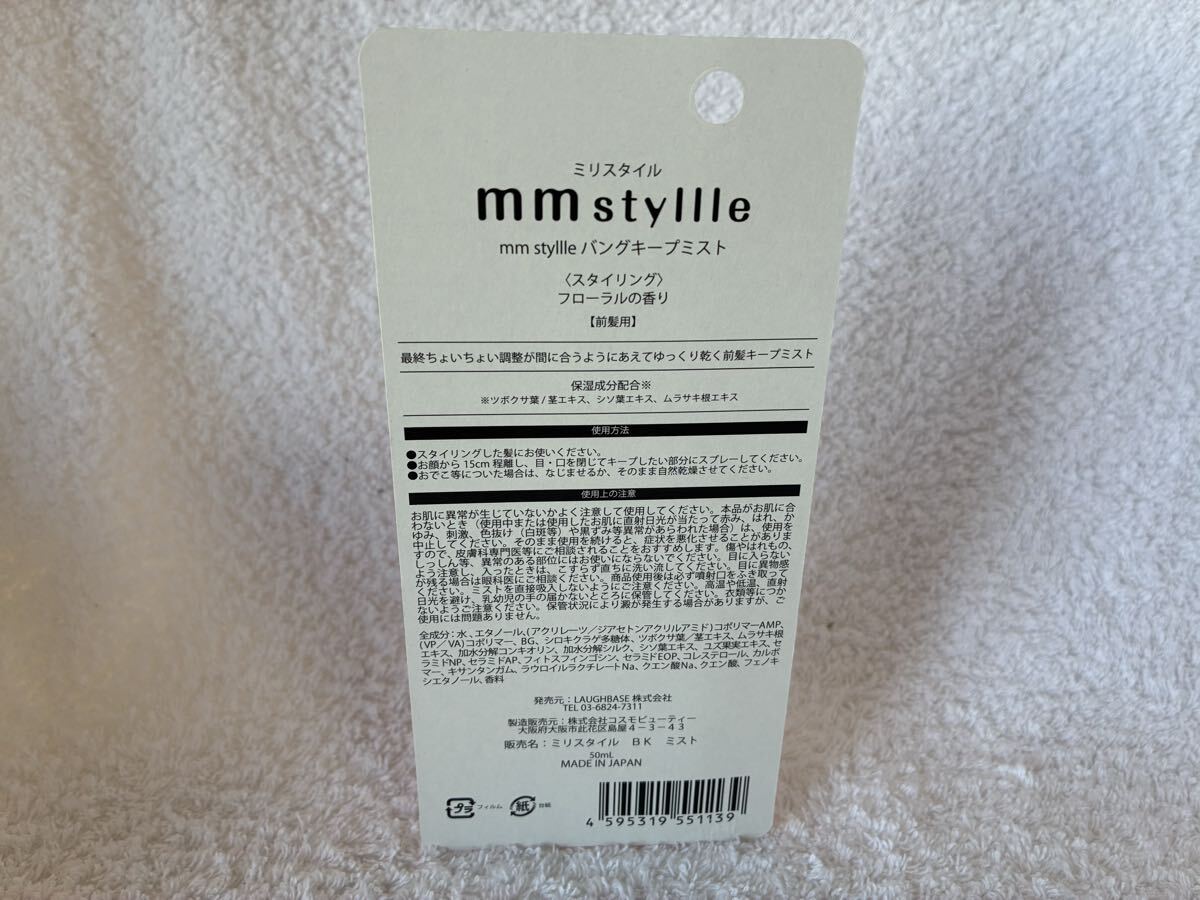 ミリスタイル
mm styllle
mm styllle バングキープミスト
〈スタイリング〉
フローラルの香り
【前髪用】
最終ちょいちょい調整が間に合うようにあえてゆっくり乾く前髪キープミスト
保湿成分配合※
※ツボクサ葉/茎エキス、シソ葉エキス、ムラサキ根エキス
使用方法
●スタイリングした髪にお使いください。
●お顔から15cm程離し、目・口を閉じてキープしたい部分にスプレーしてください。
●おでこ等についた場合は、なじませるか、そのまま自然乾燥させてください。
使用上の注意
お肌に異常が生じていないかよく注意して使用してください。本品がお肌に合
わないとき（使用中または使用したお肌に直射日光が当たって赤み、はれ、か
ゆみ、刺激、色抜け（白斑等）や黒ずみ等異常があらわれた場合）は、使用を
中止してください。そのまま使用を続けると、症状を悪化させることがありま
すので、皮膚科専門医等にご相談されることをおすすめします。傷やはれもの、
しっしん等、異常のある部位にはお使いにならないでください。目に入らない
よう注意し、入ったときは、こすらず直ちに洗い流してください。目に異物感
が残る場合は眼科医にご相談ください。商品使用後は必ず噴射口をふき取って
ください。ミストを直接吸入しないようにご注意ください。高温や低温、直射
日光を避け、乳幼児の手の届かないところに保管してください。衣類等につか
ないようご注意ください。保管状況により澱が発生する場合がありますが、ご
使用には問題ありません。
全成分：水、エタノール、(アクリレーツ／ジアセトンアクリルアミド)コポリマーAMP、
(VP／VA)コポリマー、BG、シロキクラゲ多糖体、ツボクサ葉／茎エキス、ムラサキ根
エキス、加水分解コンキオリン、加水分解シルク、シソ葉エキス、ユズ果実エキス、セ
ラミドNP、セラミドAP、フィトスフィンゴシン、セラミドEOP、コレステロール、カルボ
マー、キサンタンガム、ラウロイルラクチレートNa、クエン酸Na、クエン酸、フェノキ
シエタノール、香料
発売元：LAUGHBASE 株式会社
TEL 03-6824-7311
製造販売元：株式会社コスモビューティー
大阪府大阪市此花区島屋4-3-43
販売名：ミリスタイル　BK　ミスト
50mL
MADE IN JAPAN
プラ フィルム 紙 台紙
4 595319 551139